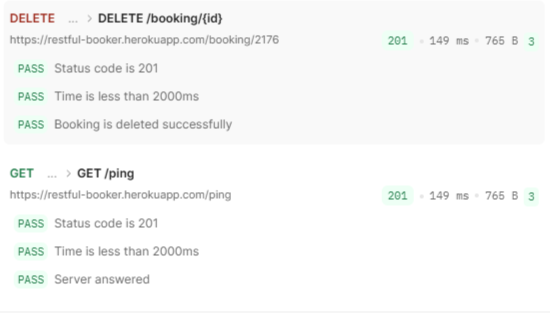 DELETE ... > DELETE /booking/{id}
https://restful-booker.herokuapp.com/booking/2176 201 • 149 ms • 765 B 3
PASS Status code is 201
PASS Time is less than 2000ms
PASS Booking is deleted successfully
GET ... > GET /ping
https://restful-booker.herokuapp.com/ping 201 • 149 ms • 765 B 3
PASS Status code is 201
PASS Time is less than 2000ms
PASS Server answered